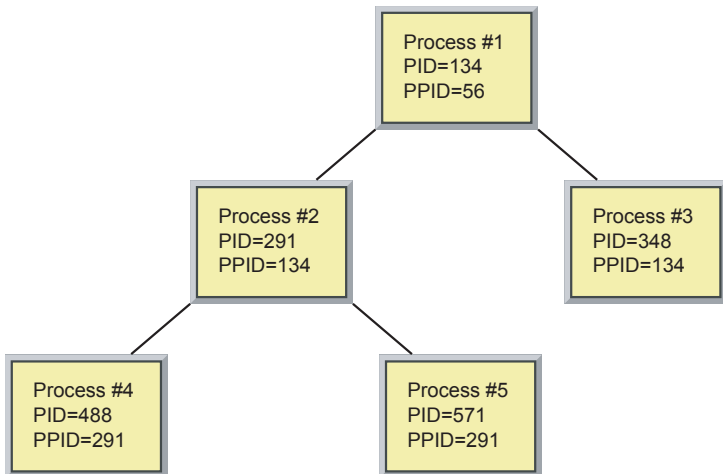 Process #1
PID=134
PPID=56
Process #2
PID=291
PPID=134
Process #3
PID=348
PPID=134
Process #4
PID=488
PPID=291
Process #5
PID=571
PPID=291